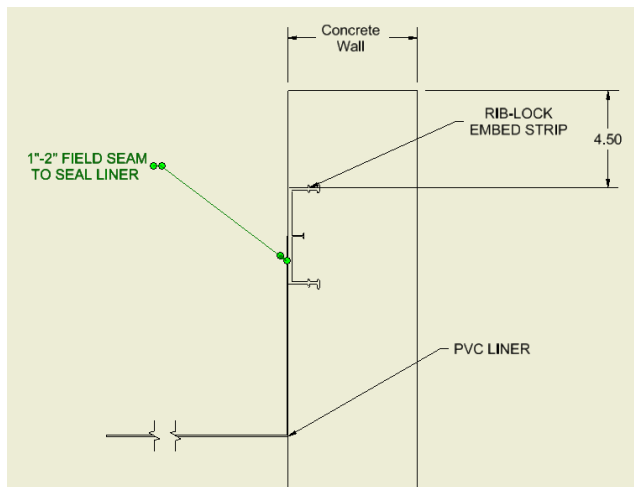 Concrete
Wall
RIB-LOCK
EMBED STRIP
4.50
1"-2" FIELD SEAM
TO SEAL LINER
PVC LINER